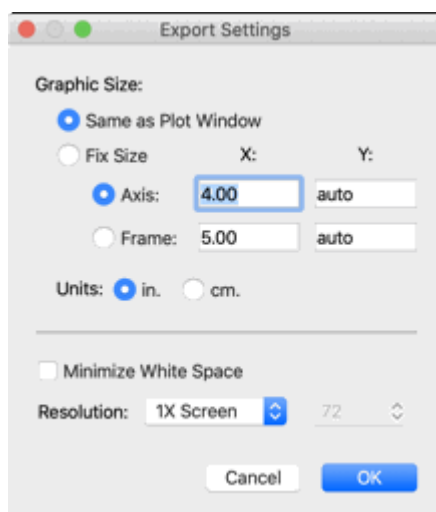 Export Settings
Graphic Size:
Same as Plot Window
Fix Size X: Y:
Axis: 4.00 auto
Frame: 5.00 auto
Units: in. cm.
Minimize White Space
Resolution: 1X Screen 72
Cancel OK